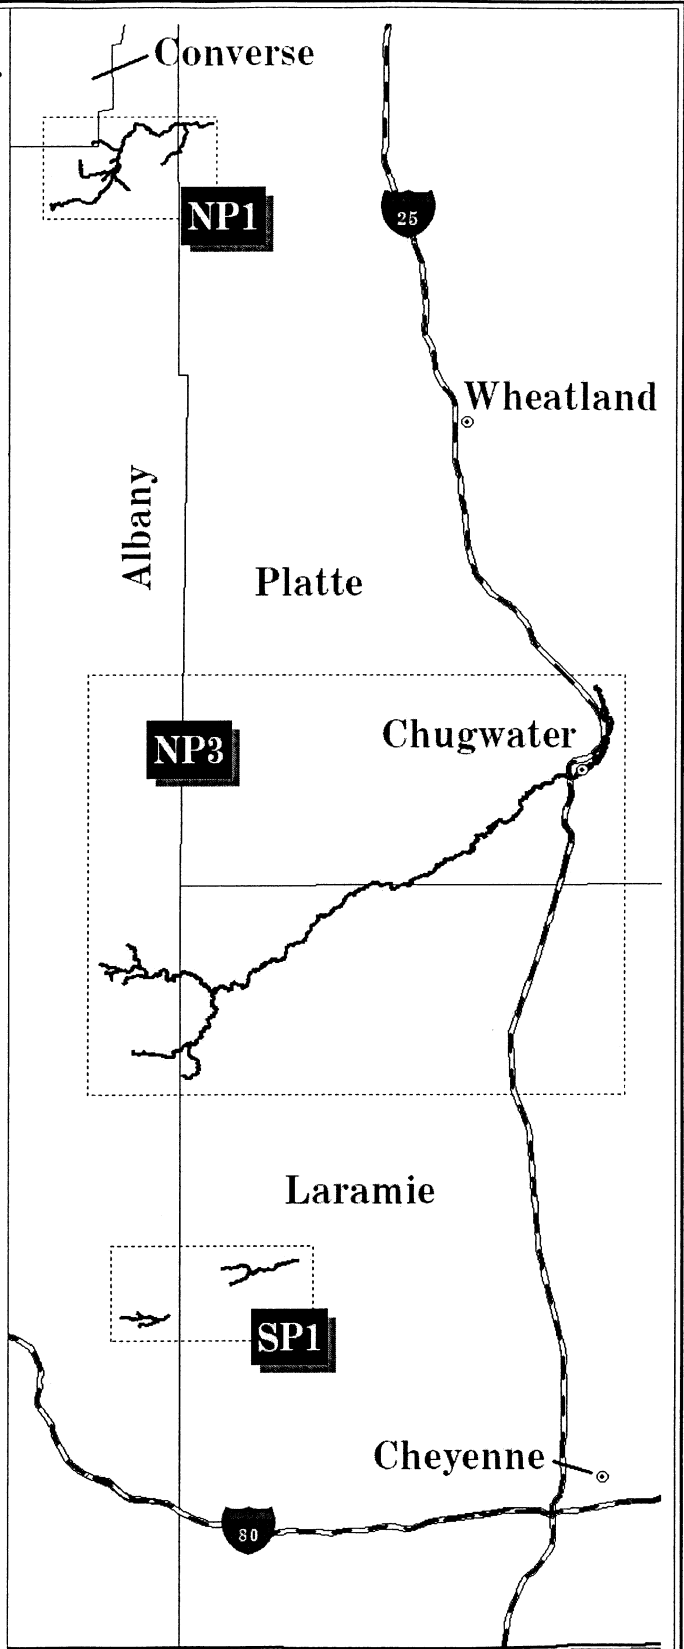 Converse
NP1
25
Wheatland
Albany
Platte
Chugwater
NP3
Laramie
SP1
Cheyenne
80